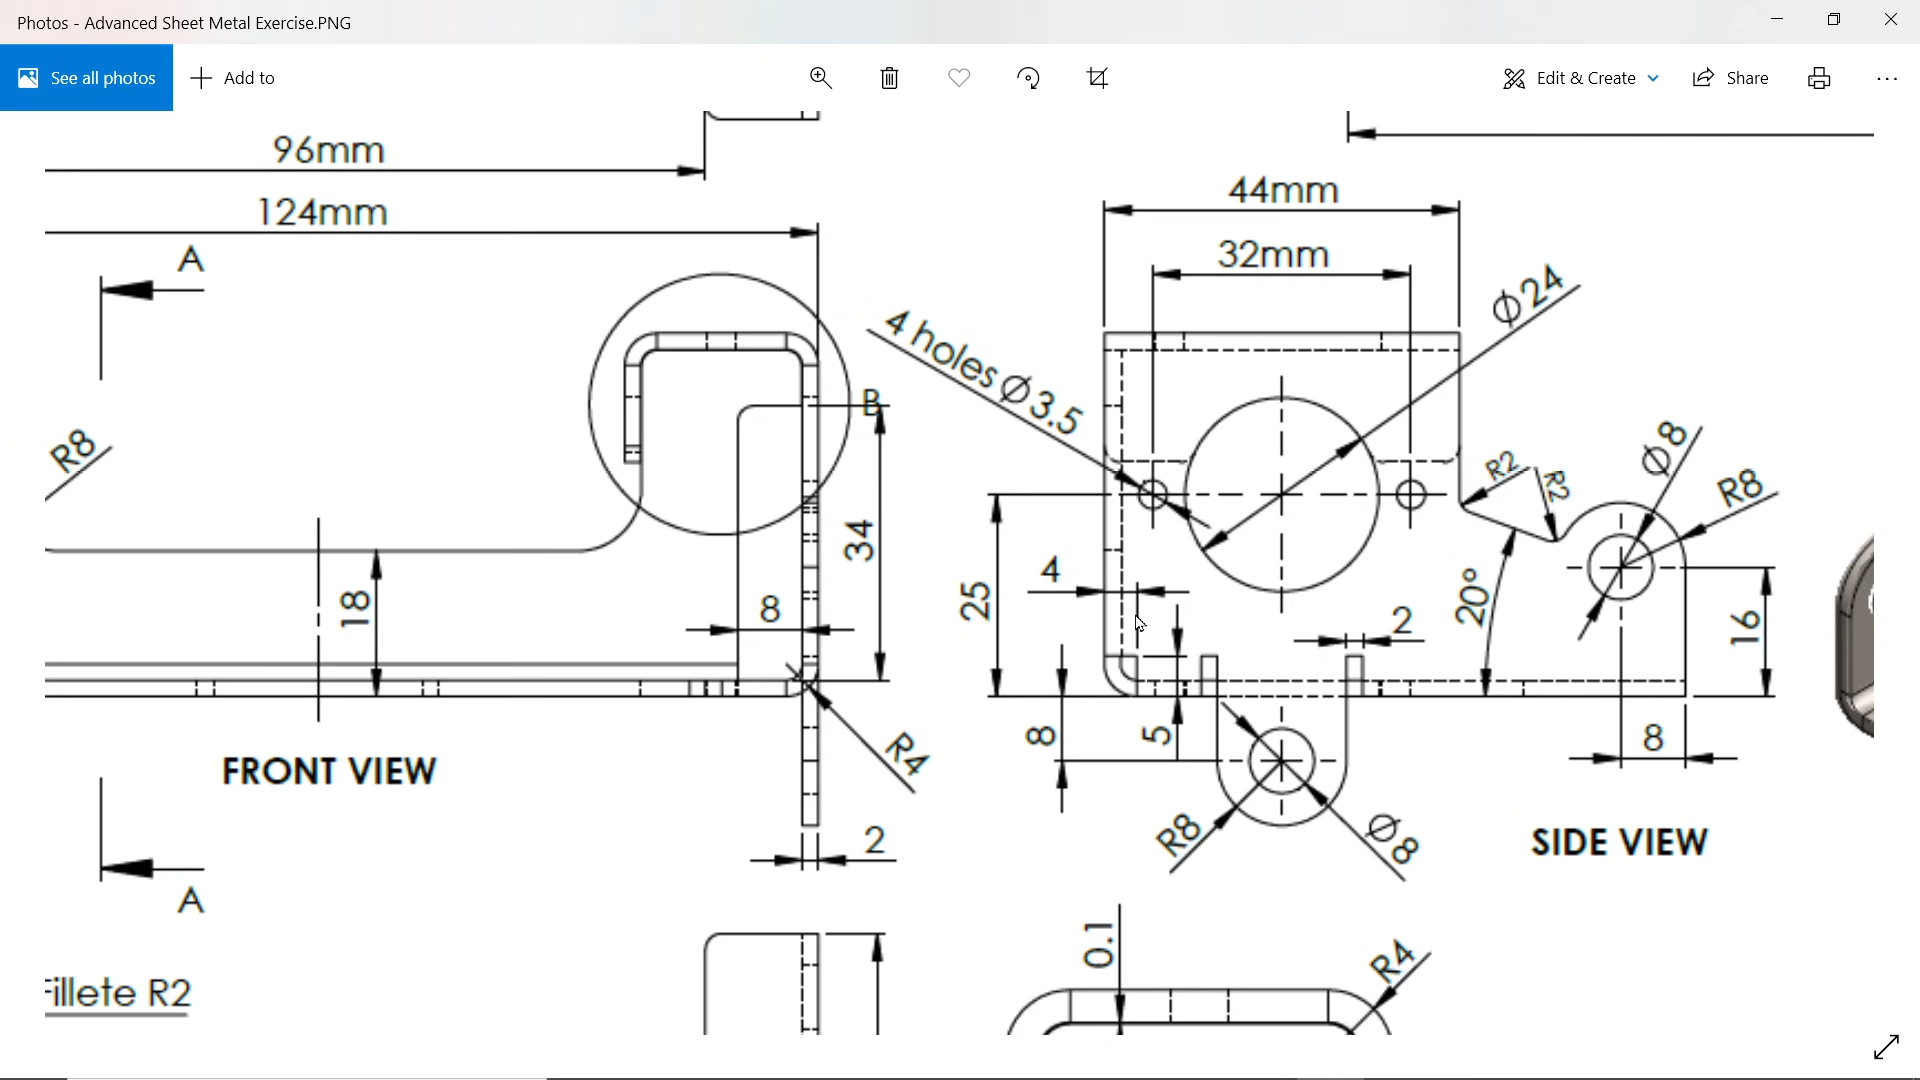 Photos - Advanced Sheet Metal Exercise.PNG
See all photos
Add to
Edit & Create
Share
96mm
124mm
A
R8
18
8
34
B
R4
2
FRONT VIEW
A
Fillete R2
44mm
32mm
Ø24
4 holes Ø3.5
Ø8
R8
R2
R2
4
25
2
20°
16
8
5
8
R8
Ø8
SIDE VIEW
0.1
R4